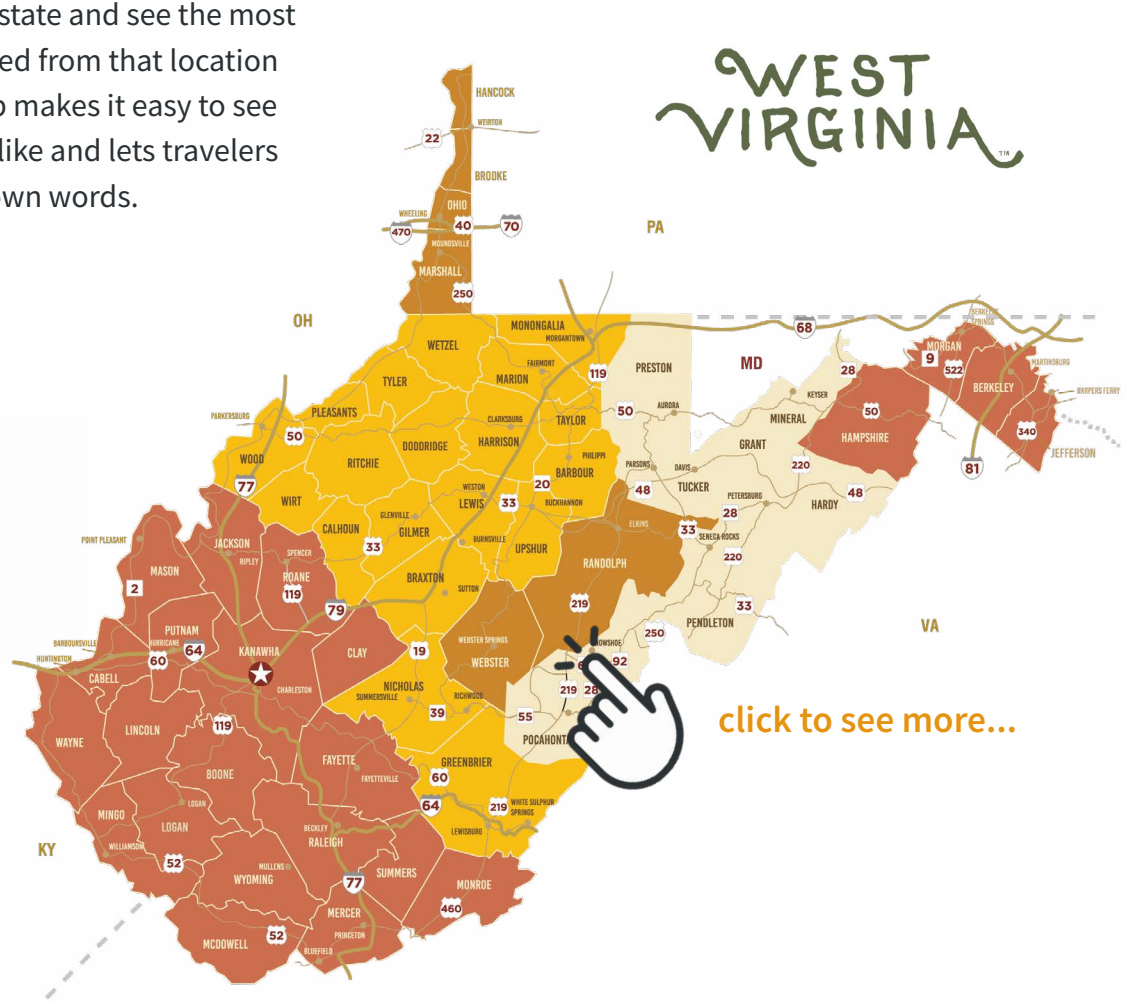 state and see the most
ed from that location
o makes it easy to see
like and lets travelers
own words.
WEST
VIRGINIA
TM
HANCOCK
WEIRTON
22
BROOKE
OHIO
WHEELING
40
70
470
MOUNDSVILLE
MARSHALL
250
PA
OH
MONONGALIA
MORGANTOWN
68
BERKELEY
SPRINGS
WETZEL
MORGAN
9
522
MD
FAIRMONT
MARION
119
PRESTON
28
MARTINSBURG
TYLER
BERKELEY
HARPERS FERRY
KEYSER
PLEASANTS
PARKERSBURG
50
CLARKSBURG
TAYLOR
50
AURORA
MINERAL
50
340
HAMPSHIRE
DODDRIDGE
HARRISON
GRANT
JEFFERSON
WOOD
RITCHIE
PHILIPPI
BARBOUR
PARSONS
DAVIS
220
81
77
WESTON
20
48
TUCKER
48
WIRT
LEWIS
33
BUCKHANNON
PETERSBURG
HARDY
CALHOUN
GLENVILLE
GILMER
28
ELKINS
33
SENECA ROCKS
JACKSON
SPENCER
33
BURNSVILLE
UPSHUR
POINT PLEASANT
RIPLEY
220
MASON
ROANE
BRAXTON
RANDOLPH
2
119
SUTTON
79
219
33
PUTNAM
PENDLETON
VA
250
BARBOURSVILLE
HURRICANE
WEBSTER SPRINGS
HUNTINGTON
60
64
KANAWHA
CLAY
19
WEBSTER
92
CABELL
CHARLESTON
NICHOLAS
SUMMERSVILLE
RICHWOOD
219
28
39
55
click to see more...
LINCOLN
119
WAYNE
POCAHONTA
FAYETTE
GREENBRIER
BOONE
FAYETTEVILLE
60
LOGAN
64
219
WHITE SULPHUR
SPRINGS
MINGO
LOGAN
BECKLEY
LEWISBURG
RALEIGH
KY
WILLIAMSON
52
MULLENS
SUMMERS
WYOMING
77
MONROE
460
MERCER
52
PRINCETON
MCDOWELL
BLUEFIELD